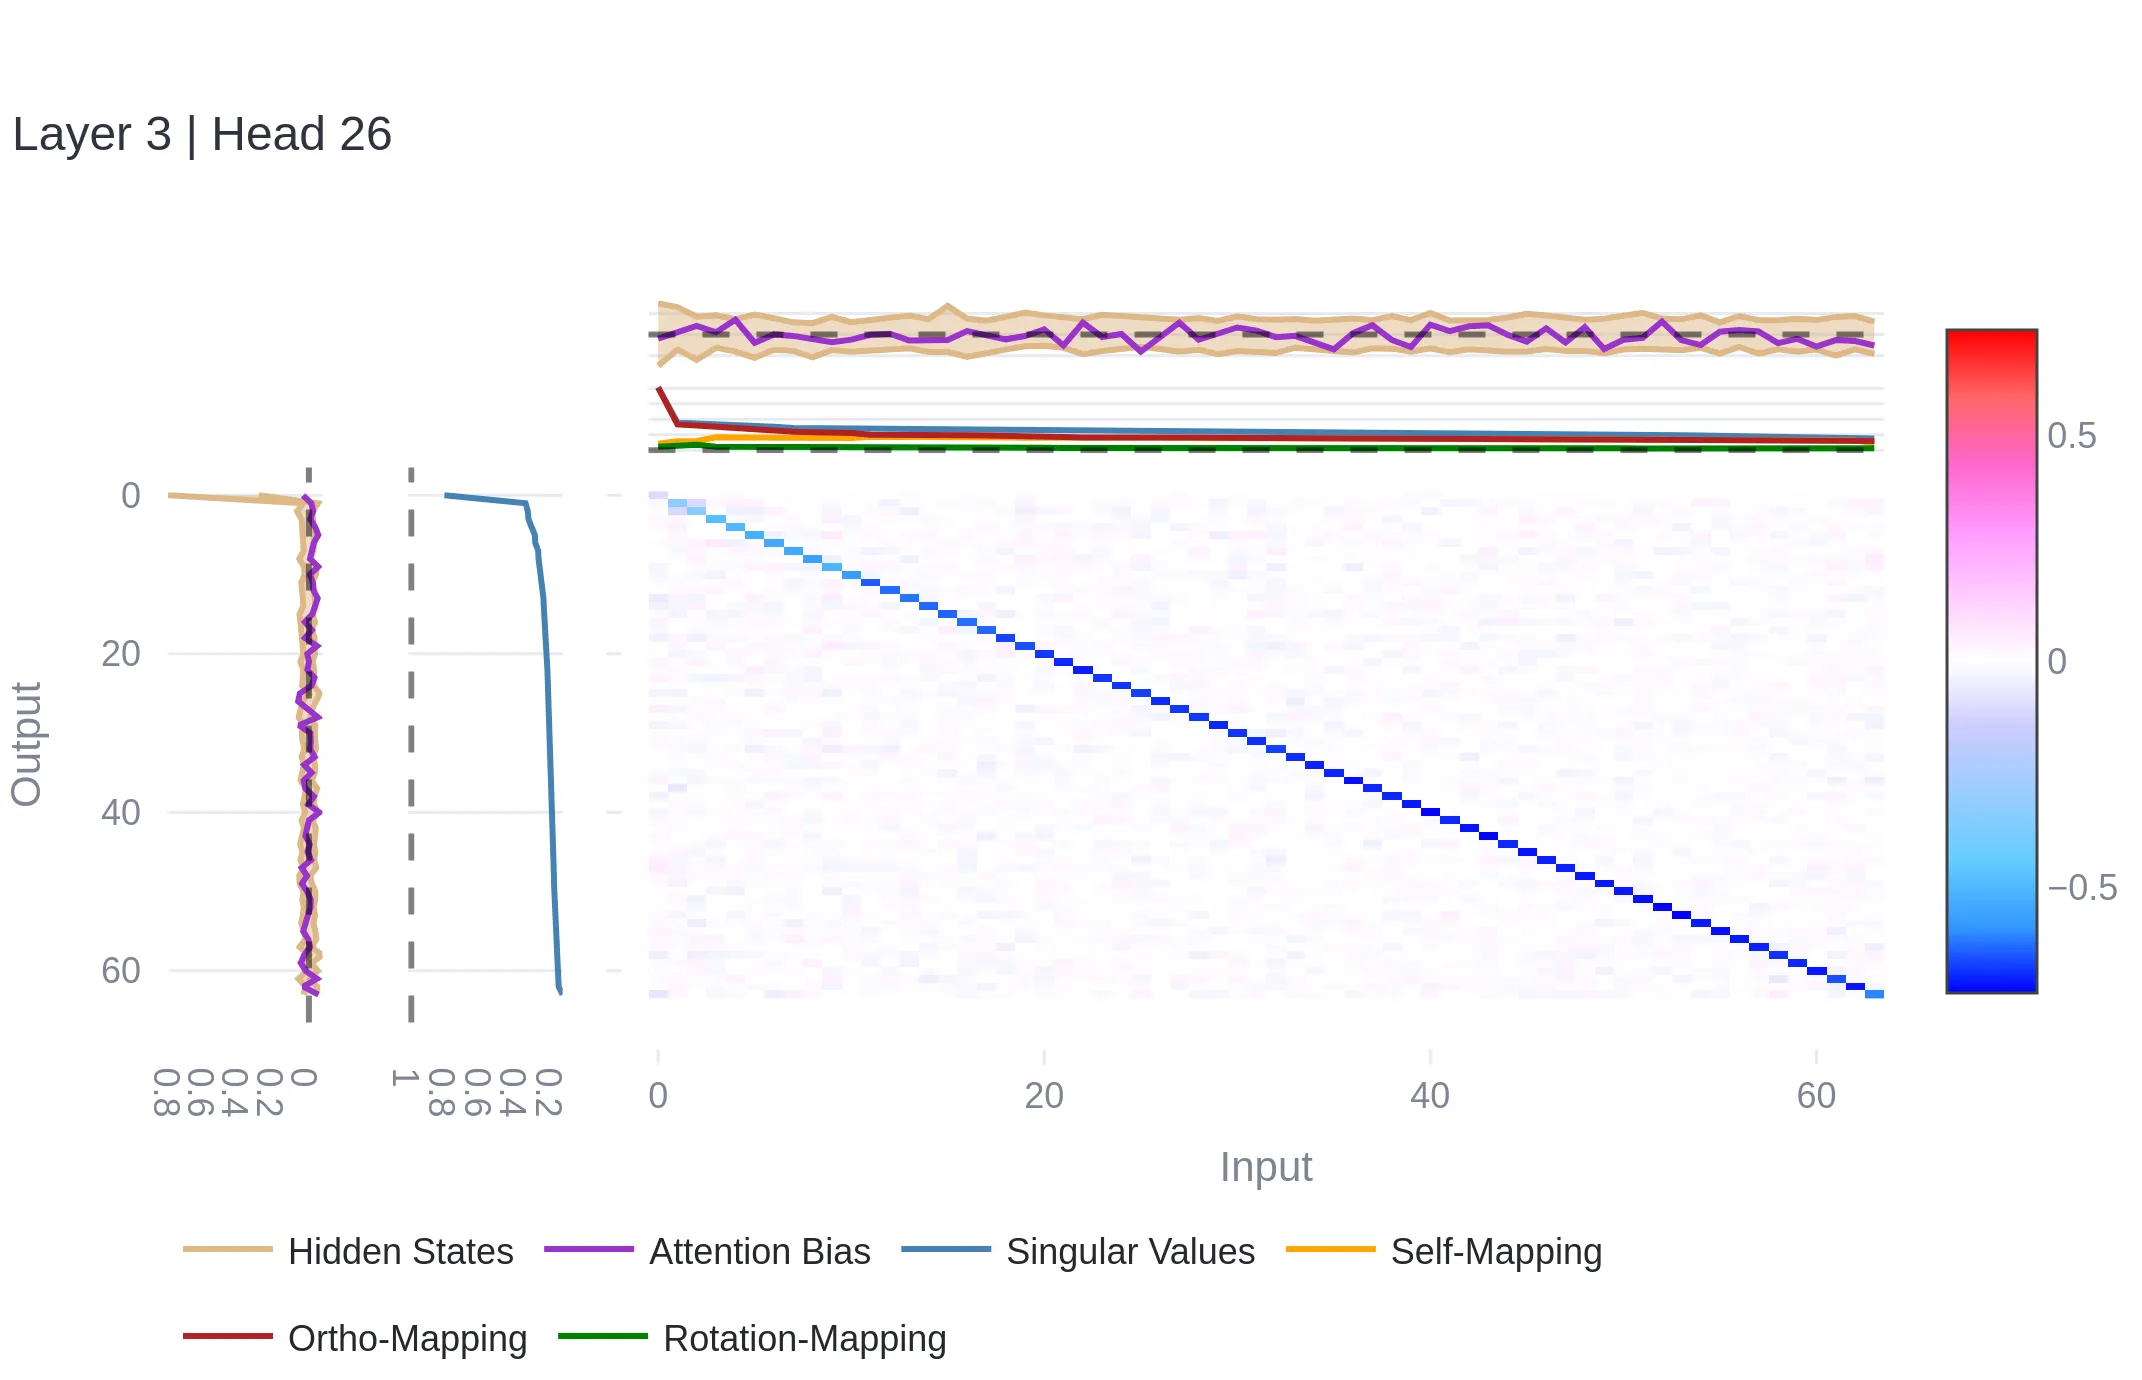 Layer 3 | Head 26
0.5
0
−0.5
0
20
40
60
Output
0.8
0.6
0.4
0.2
0
1
0.8
0.6
0.4
0.2
0
20
40
60
Input
Hidden States
Attention Bias
Singular Values
Self-Mapping
Ortho-Mapping
Rotation-Mapping